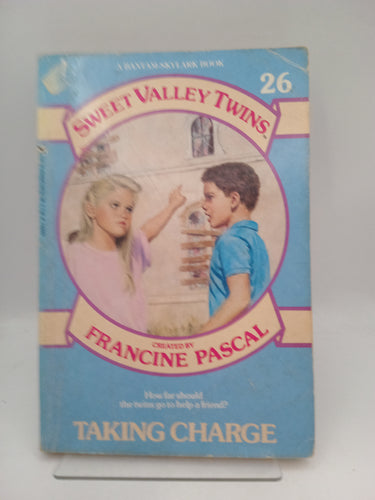 A BANTAM SKYLARK BOOK
26
SWEET VALLEY TWINS™
CREATED BY
FRANCINE PASCAL
How far should
the twins go to help a friend?
TAKING CHARGE